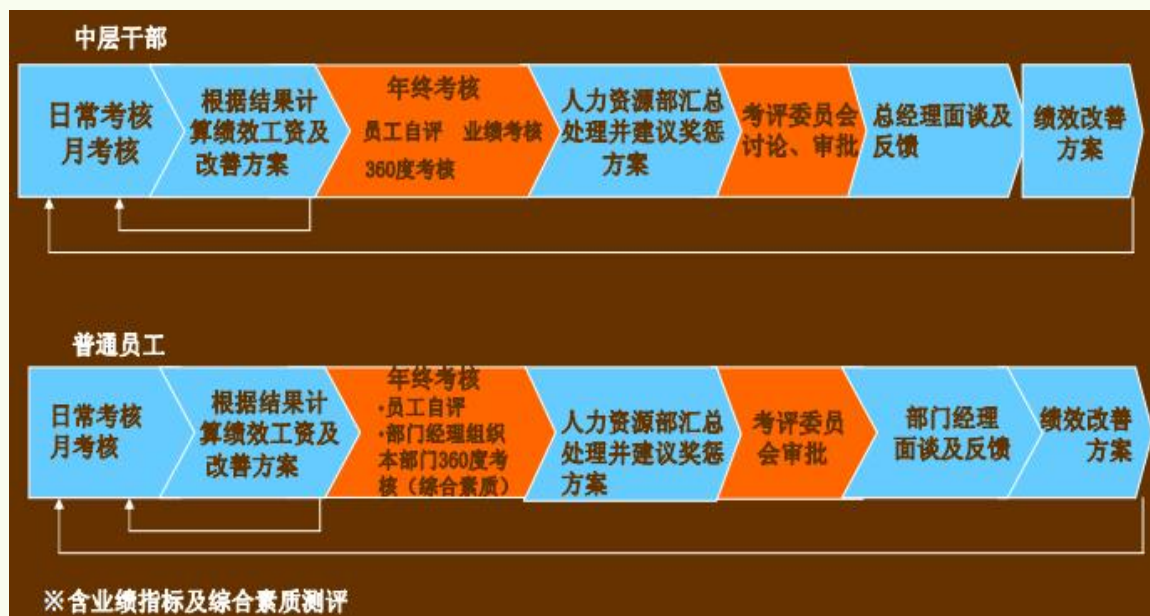 中层干部
日常考核
月考核
根据结果计
算绩效工资及
改善方案
年终考核
员工自评 业绩考核
360度考核
人力资源部汇总
处理并建议奖惩
方案
考评委员会
讨论、审批
总经理面谈及
反馈
绩效改善
方案
普通员工
日常考核
月考核
根据结果计
算绩效工资及
改善方案
年终考核
·员工自评
·部门经理组织
本部门360度考
核（综合素质）
人力资源部汇总
处理并建议奖惩
方案
考评委员
会审批
部门经理
面谈及反馈
绩效改善
方案
※含业绩指标及综合素质测评